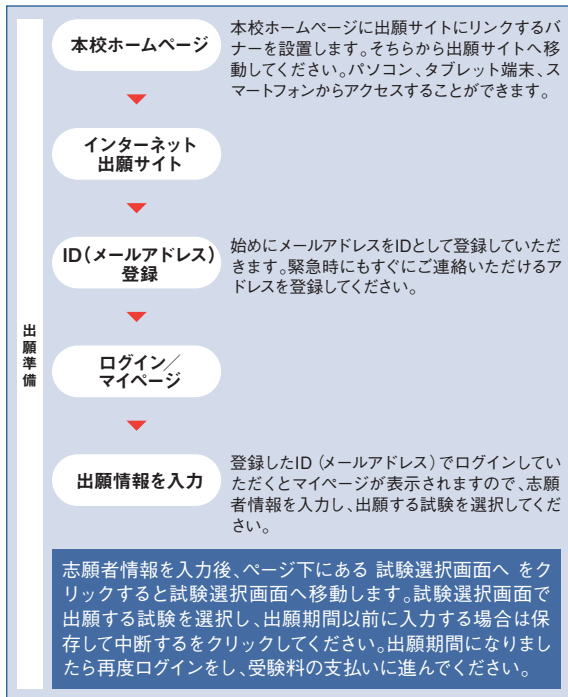 本校ホームページ
本校ホームページに出願サイトにリンクするバ
ナーを設置します。そちらから出願サイトへ移
動してください。パソコン、タブレット端末、ス
マートフォンからアクセスすることができます。
インターネット
出願サイト
ID（メールアドレス）
登録
始めにメールアドレスをIDとして登録していただ
きます。緊急時にもすぐにご連絡いただけるア
ドレスを登録してください。
出願準備
ログイン／
マイページ
出願情報を入力
登録したID（メールアドレス）でログインしてい
ただくとマイページが表示されますので、志願
者情報を入力し、出願する試験を選択してくだ
さい。
志願者情報を入力後、ページ下にある 試験選択画面へ をク
リックすると試験選択画面へ移動します。試験選択画面で
出願する試験を選択し、出願期間以前に入力する場合は保
存して中断するをクリックしてください。出願期間になりまし
たら再度ログインをし、受験料の支払いに進んでください。